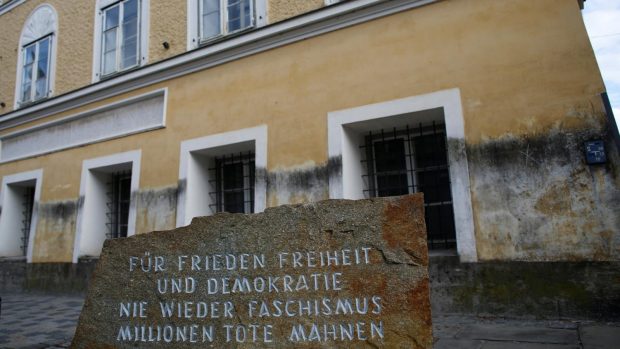 FÜR FRIEDEN FREIHEIT
UND DEMOKRATIE
NIE WIEDER FASCHISMUS
MILLIONEN TOTE MAHNEN